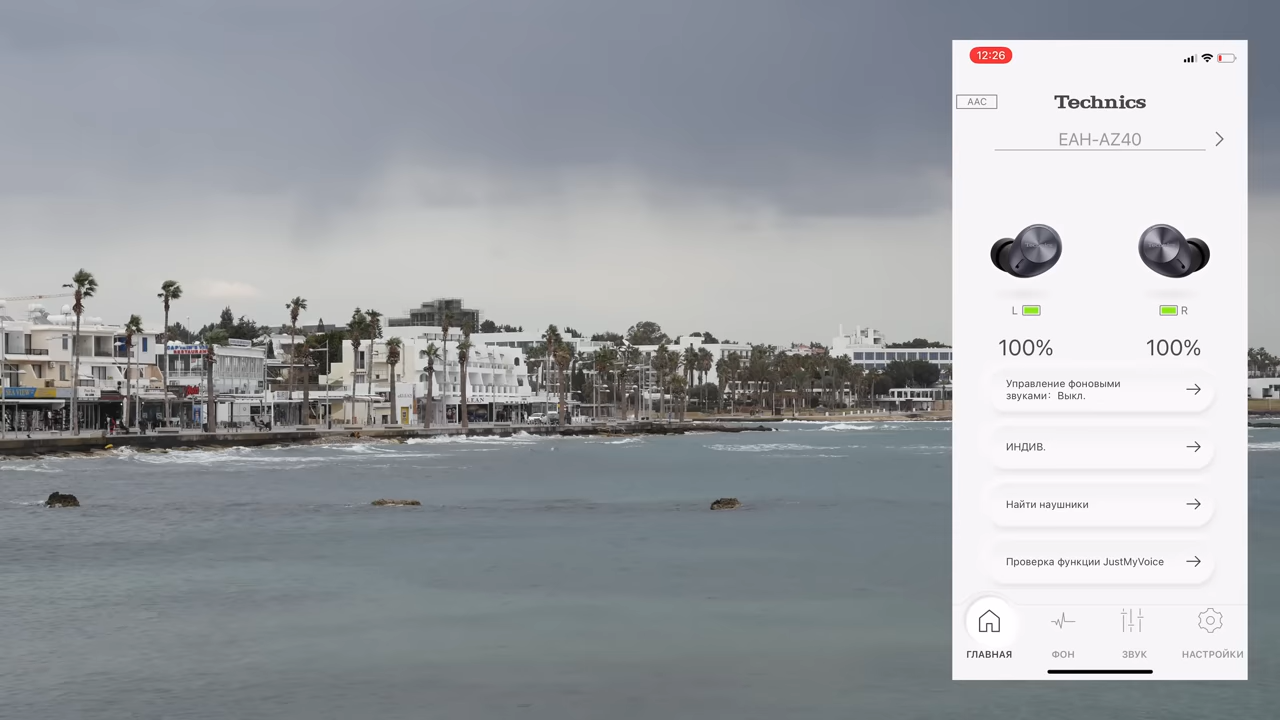 12:26
AAC
Technics
EAH-AZ40
L
R
100%
100%
Управление фоновыми
звуками: Выкл.
ИНДИВ.
Найти наушники
Проверка функции JustMyVoice
ГЛАВНАЯ
ФОН
ЗВУК
НАСТРОЙКИ
RESTAURANT